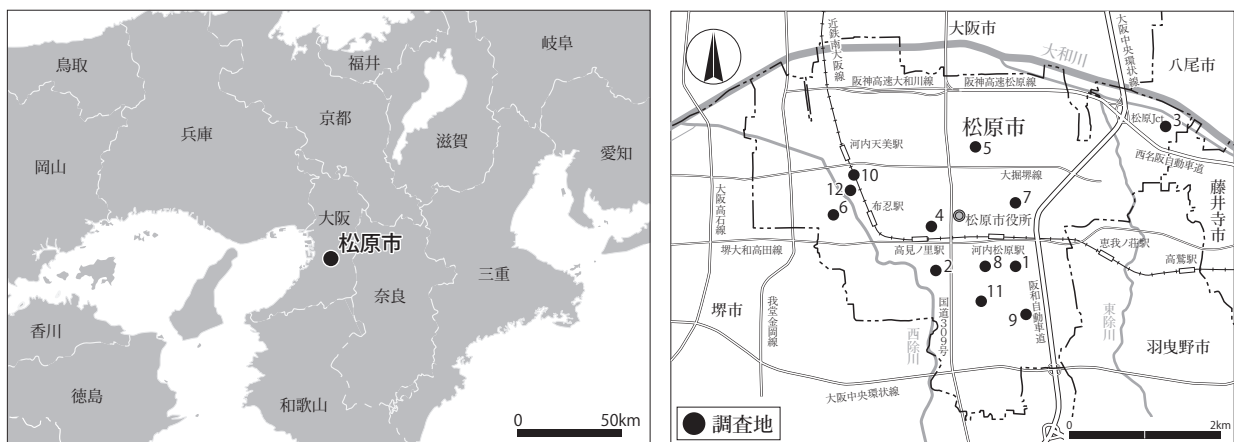 鳥取
福井
岐阜
京都
兵庫
滋賀
岡山
愛知
大阪
松原市
三重
奈良
香川
徳島
和歌山
0 50km
大阪市
近鉄南大阪線
大阪中央環状線
大和川
八尾市
阪神高速大和川線
阪神高速松原線
松原Jct
3
松原市
5
河内天美駅
西名阪自動車道
10
大堀堺線
12
藤井寺市
大阪高石線
6
布忍駅
7
4
松原市役所
堺大和高田線
高見ノ里駅
河内松原駅
恵我ノ荘駅
高鷲駅
2
8
1
11
9
堺市
我堂金岡線
西除川
国道309号
阪和自動車道
東除川
羽曳野市
大阪中央環状線
調査地
0 2km